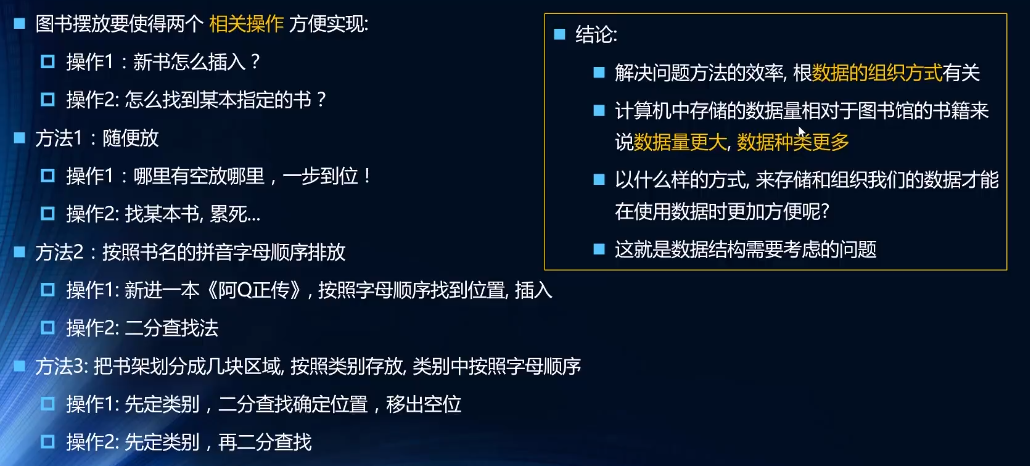 图书摆放要使得两个 相关操作 方便实现:
操作1：新书怎么插入？
操作2: 怎么找到某本指定的书？
方法1：随便放
操作1：哪里有空放哪里，一步到位！
操作2: 找某本书, 累死...
方法2：按照书名的拼音字母顺序排放
操作1: 新进一本《阿Q正传》, 按照字母顺序找到位置, 插入
操作2: 二分查找法
方法3: 把书架划分成几块区域, 按照类别存放, 类别中按照字母顺序
操作1: 先定类别，二分查找确定位置，移出空位
操作2: 先定类别，再二分查找
结论:
解决问题方法的效率, 根数据的组织方式有关
计算机中存储的数据量相对于图书馆的书籍来
说数据量更大, 数据种类更多
以什么样的方式, 来存储和组织我们的数据才能
在使用数据时更加方便呢?
这就是数据结构需要考虑的问题